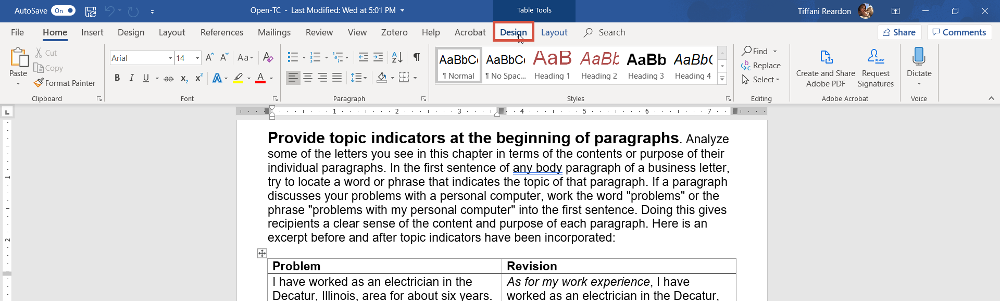 AutoSave On Open-TC - Last Modified: Wed at 5:01 PM Table Tools Tiffani Reardon
File Home Insert Design Layout References Mailings Review View Zotero Help Acrobat Design Layout Search Share Comments
Paste
Cut
Copy
Format Painter
Clipboard
Arial 14 Aa
B I U ab x₂ x² A A
Font
Paragraph
AaBbCc AaBbCc AaB AaBb AaBb AaBbC
¶ Normal ¶ No Spac... Heading 1 Heading 2 Heading 3 Heading 4
Styles
Find
Replace
Select
Editing
Create and Share
Adobe PDF
Request
Signatures
Adobe Acrobat
Dictate
Voice
L
1 2 3 4 5 6 7
1
2
Provide topic indicators at the beginning of paragraphs. Analyze
some of the letters you see in this chapter in terms of the contents or purpose of their
individual paragraphs. In the first sentence of any body paragraph of a business letter,
try to locate a word or phrase that indicates the topic of that paragraph. If a paragraph
discusses your problems with a personal computer, work the word "problems" or the
phrase "problems with my personal computer" into the first sentence. Doing this gives
recipients a clear sense of the content and purpose of each paragraph. Here is an
excerpt before and after topic indicators have been incorporated:
Problem
I have worked as an electrician in the
Decatur, Illinois, area for about six years.
Revision
As for my work experience, I have
worked as an electrician in the Decatur,